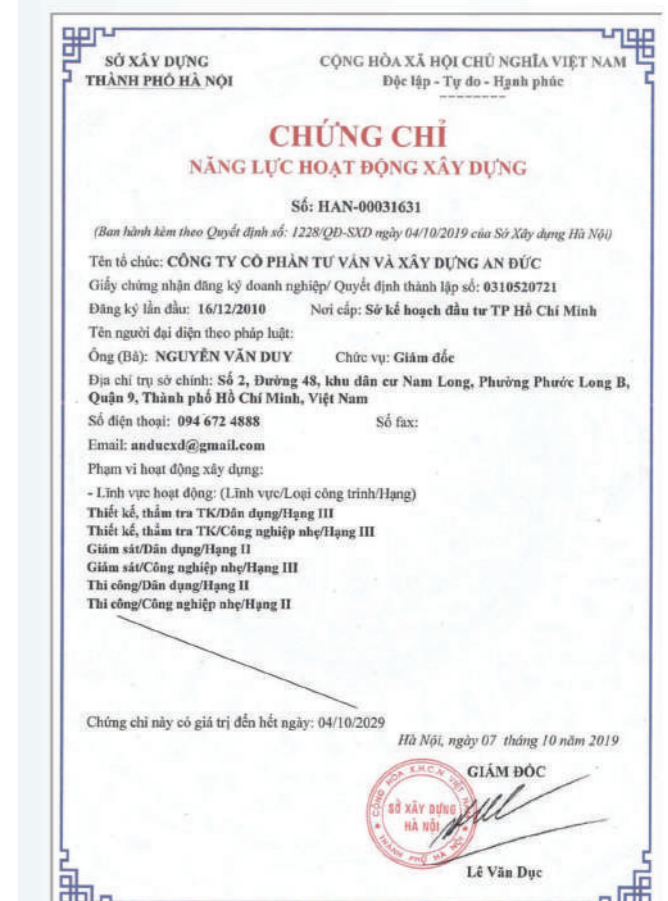 SỞ XÂY DỰNG
THÀNH PHỐ HÀ NỘI
CỘNG HÒA XÃ HỘI CHỦ NGHĨA VIỆT NAM
Độc lập - Tự do - Hạnh phúc
CHỨNG CHỈ
NĂNG LỰC HOẠT ĐỘNG XÂY DỰNG
Số: HAN-00031631
(Ban hành kèm theo Quyết định số: 1228/QĐ-SXD ngày 04/10/2019 của Sở Xây dựng Hà Nội)
Tên tổ chức: CÔNG TY CỔ PHẦN TƯ VẤN VÀ XÂY DỰNG AN ĐỨC
Giấy chứng nhận đăng ký doanh nghiệp/ Quyết định thành lập số: 0310520721
Đăng ký lần đầu: 16/12/2010 Nơi cấp: Sở kế hoạch đầu tư TP Hồ Chí Minh
Tên người đại diện theo pháp luật:
Ông (Bà): NGUYỄN VĂN DUY Chức vụ: Giám đốc
Địa chỉ trụ sở chính: Số 2, Đường 48, khu dân cư Nam Long, Phường Phước Long B,
Quận 9, Thành phố Hồ Chí Minh, Việt Nam
Số điện thoại: 094 672 4888 Số fax:
Email: anducxd@gmail.com
Phạm vi hoạt động xây dựng:
- Lĩnh vực hoạt động: (Lĩnh vực/Loại công trình/Hạng)
Thiết kế, thẩm tra TK/Dân dụng/Hạng III
Thiết kế, thẩm tra TK/Công nghiệp nhẹ/Hạng III
Giám sát/Dân dụng/Hạng II
Giám sát/Công nghiệp nhẹ/Hạng III
Thi công/Dân dụng/Hạng II
Thi công/Công nghiệp nhẹ/Hạng II
Chứng chỉ này có giá trị đến hết ngày: 04/10/2029
Hà Nội, ngày 07 tháng 10 năm 2019
GIÁM ĐỐC
CỘNG HÒA X.H.C.N VIỆT NAM
SỞ XÂY DỰNG
HÀ NỘI
THÀNH PHỐ HÀ NỘI
Lê Văn Dục